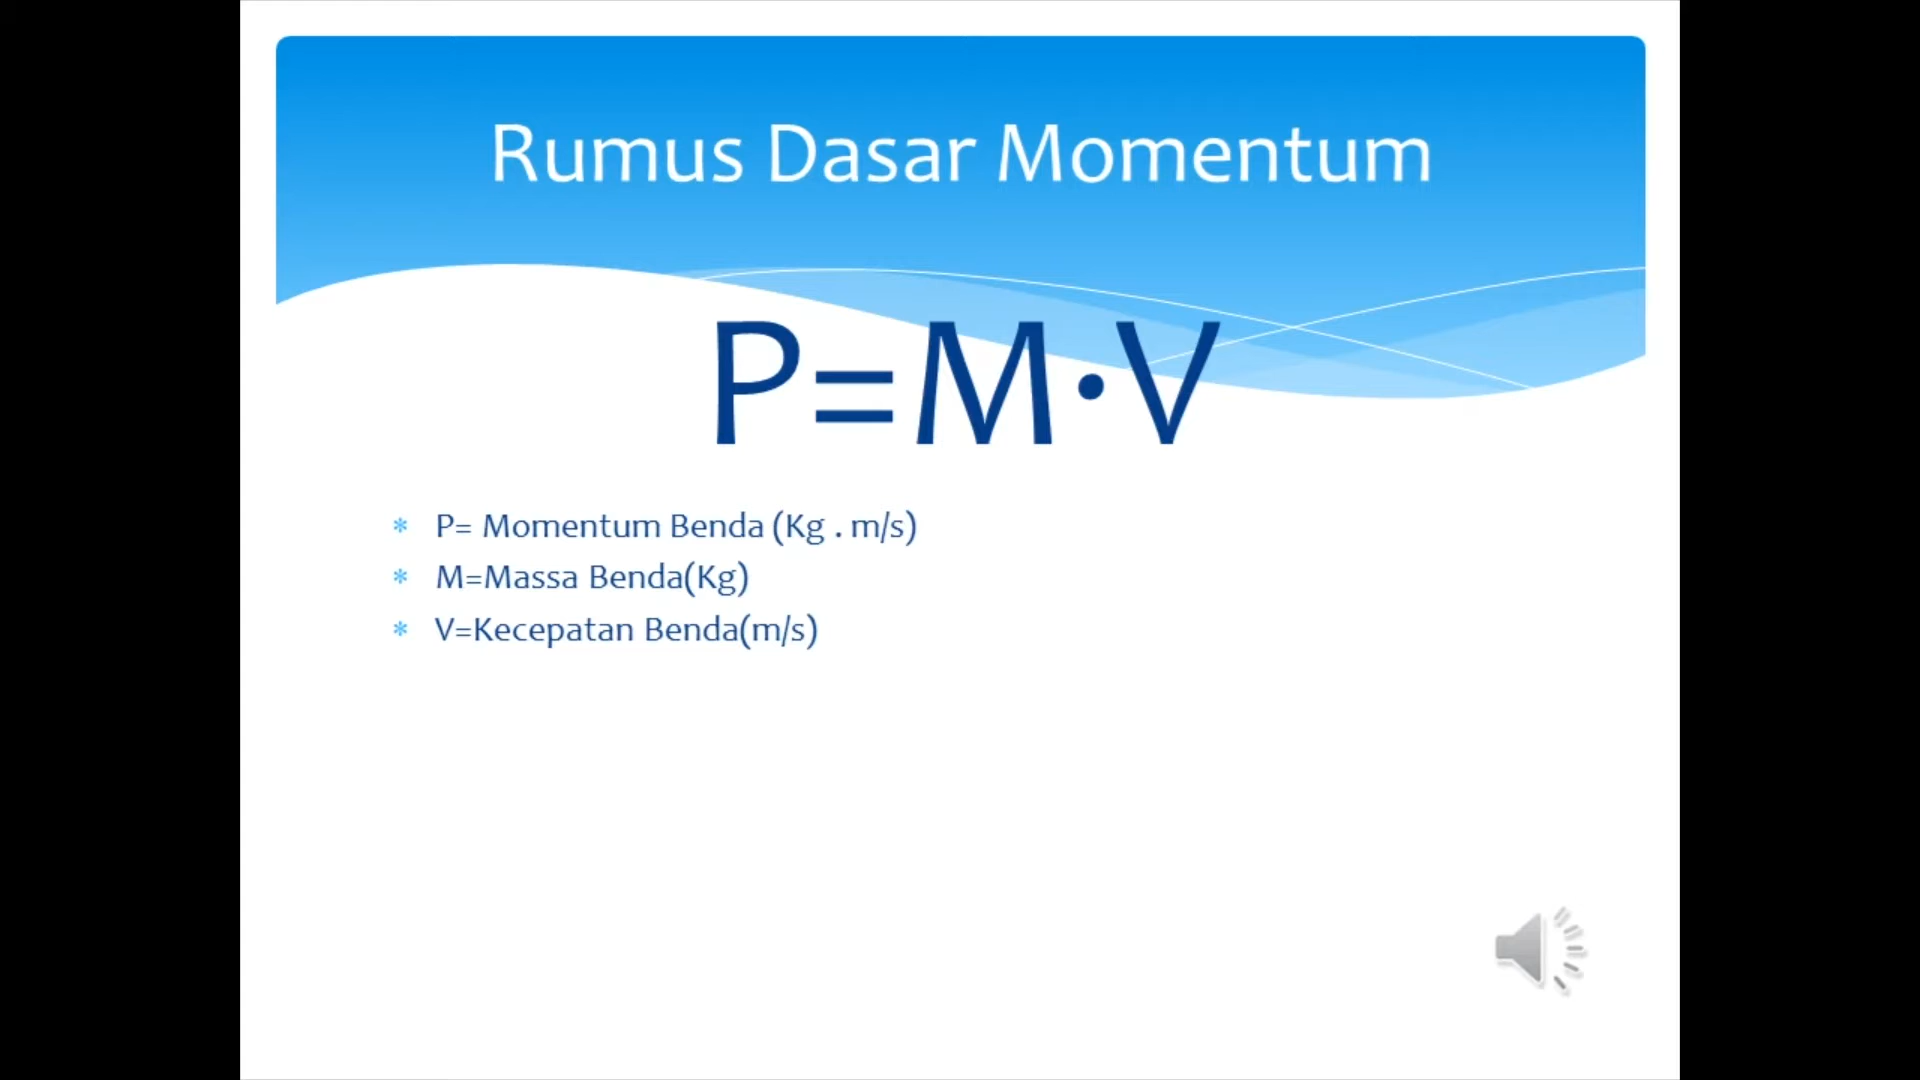 Rumus Dasar Momentum
P=M•V
* P= Momentum Benda (Kg . m/s)
* M=Massa Benda(Kg)
* V=Kecepatan Benda(m/s)